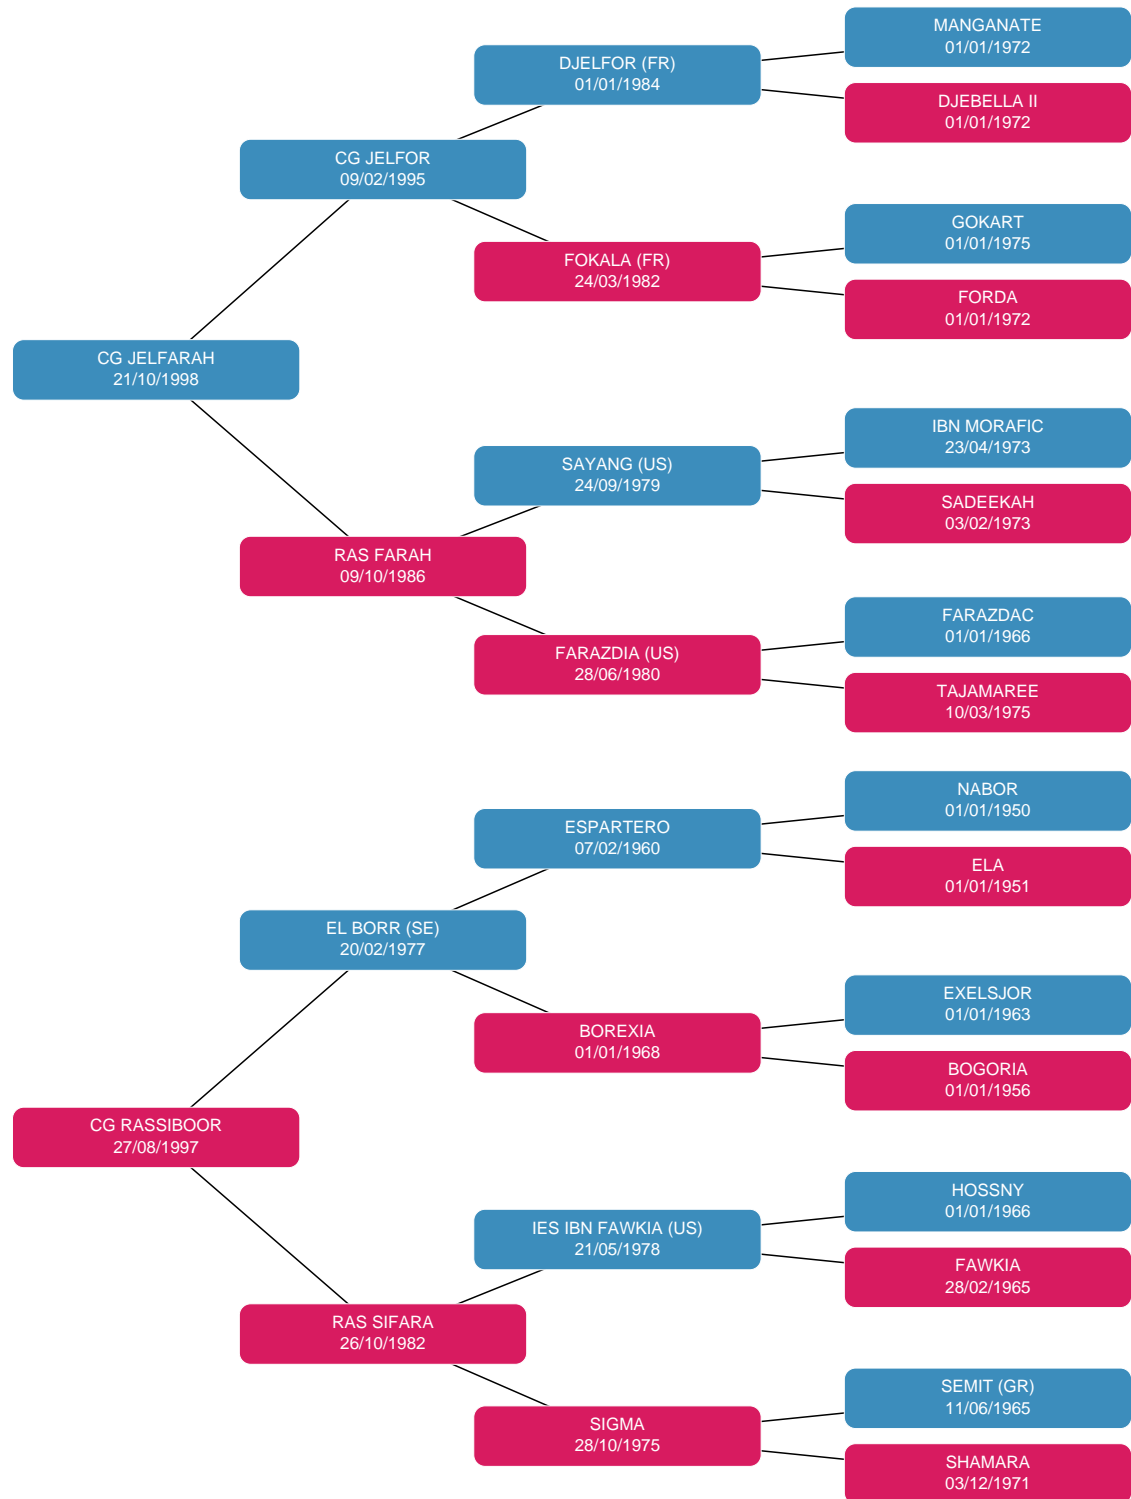 MANGANATE
01/01/1972
DJELFOR (FR)
01/01/1984
DJEBELLA II
01/01/1972
CG JELFOR
09/02/1995
GOKART
01/01/1975
FOKALA (FR)
24/03/1982
FORDA
01/01/1972
CG JELFARAH
21/10/1998
IBN MORAFIC
23/04/1973
SAYANG (US)
24/09/1979
SADEEKAH
03/02/1973
RAS FARAH
09/10/1986
FARAZDAC
01/01/1966
FARAZDIA (US)
28/06/1980
TAJAMAREE
10/03/1975
NABOR
01/01/1950
ESPARTERO
07/02/1960
ELA
01/01/1951
EL BORR (SE)
20/02/1977
EXELSJOR
01/01/1963
BOREXIA
01/01/1968
BOGORIA
01/01/1956
CG RASSIBOOR
27/08/1997
HOSSNY
01/01/1966
IES IBN FAWKIA (US)
21/05/1978
FAWKIA
28/02/1965
RAS SIFARA
26/10/1982
SEMIT (GR)
11/06/1965
SIGMA
28/10/1975
SHAMARA
03/12/1971